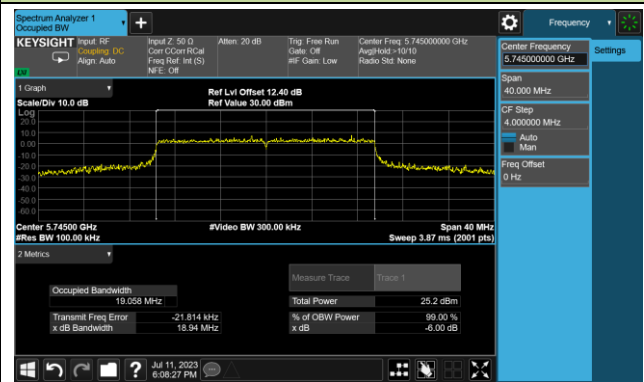 Spectrum Analyzer 1
Occupied BW
Frequency
KEYSIGHT
Input: RF
Coupling: DC
Align: Auto
Input Z: 50 Ω
Corr CCorr RCal
Freq Ref: Int (S)
NFE: Off
Atten: 20 dB
Trig: Free Run
Gate: Off
#IF Gain: Low
Center Freq: 5.745000000 GHz
Avg|Hold:>10/10
Radio Std: None
Center Frequency
5.745000000 GHz
Settings
Span
40.000 MHz
CF Step
4.000000 MHz
Auto
Man
Freq Offset
0 Hz
1 Graph
Scale/Div 10.0 dB
Ref Lvl Offset 12.40 dB
Ref Value 30.00 dBm
Log
20.0
10.0
0.00
-10.0
-20.0
-30.0
-40.0
-50.0
-60.0
Center 5.74500 GHz
#Video BW 300.00 kHz
Span 40 MHz
#Res BW 100.00 kHz
Sweep 3.87 ms (2001 pts)
2 Metrics
Measure Trace
Trace 1
Occupied Bandwidth
19.058 MHz
Total Power
25.2 dBm
Transmit Freq Error
-21.814 kHz
% of OBW Power
99.00 %
x dB Bandwidth
18.94 MHz
x dB
-6.00 dB
?
Jul 11, 2023
6:08:27 PM